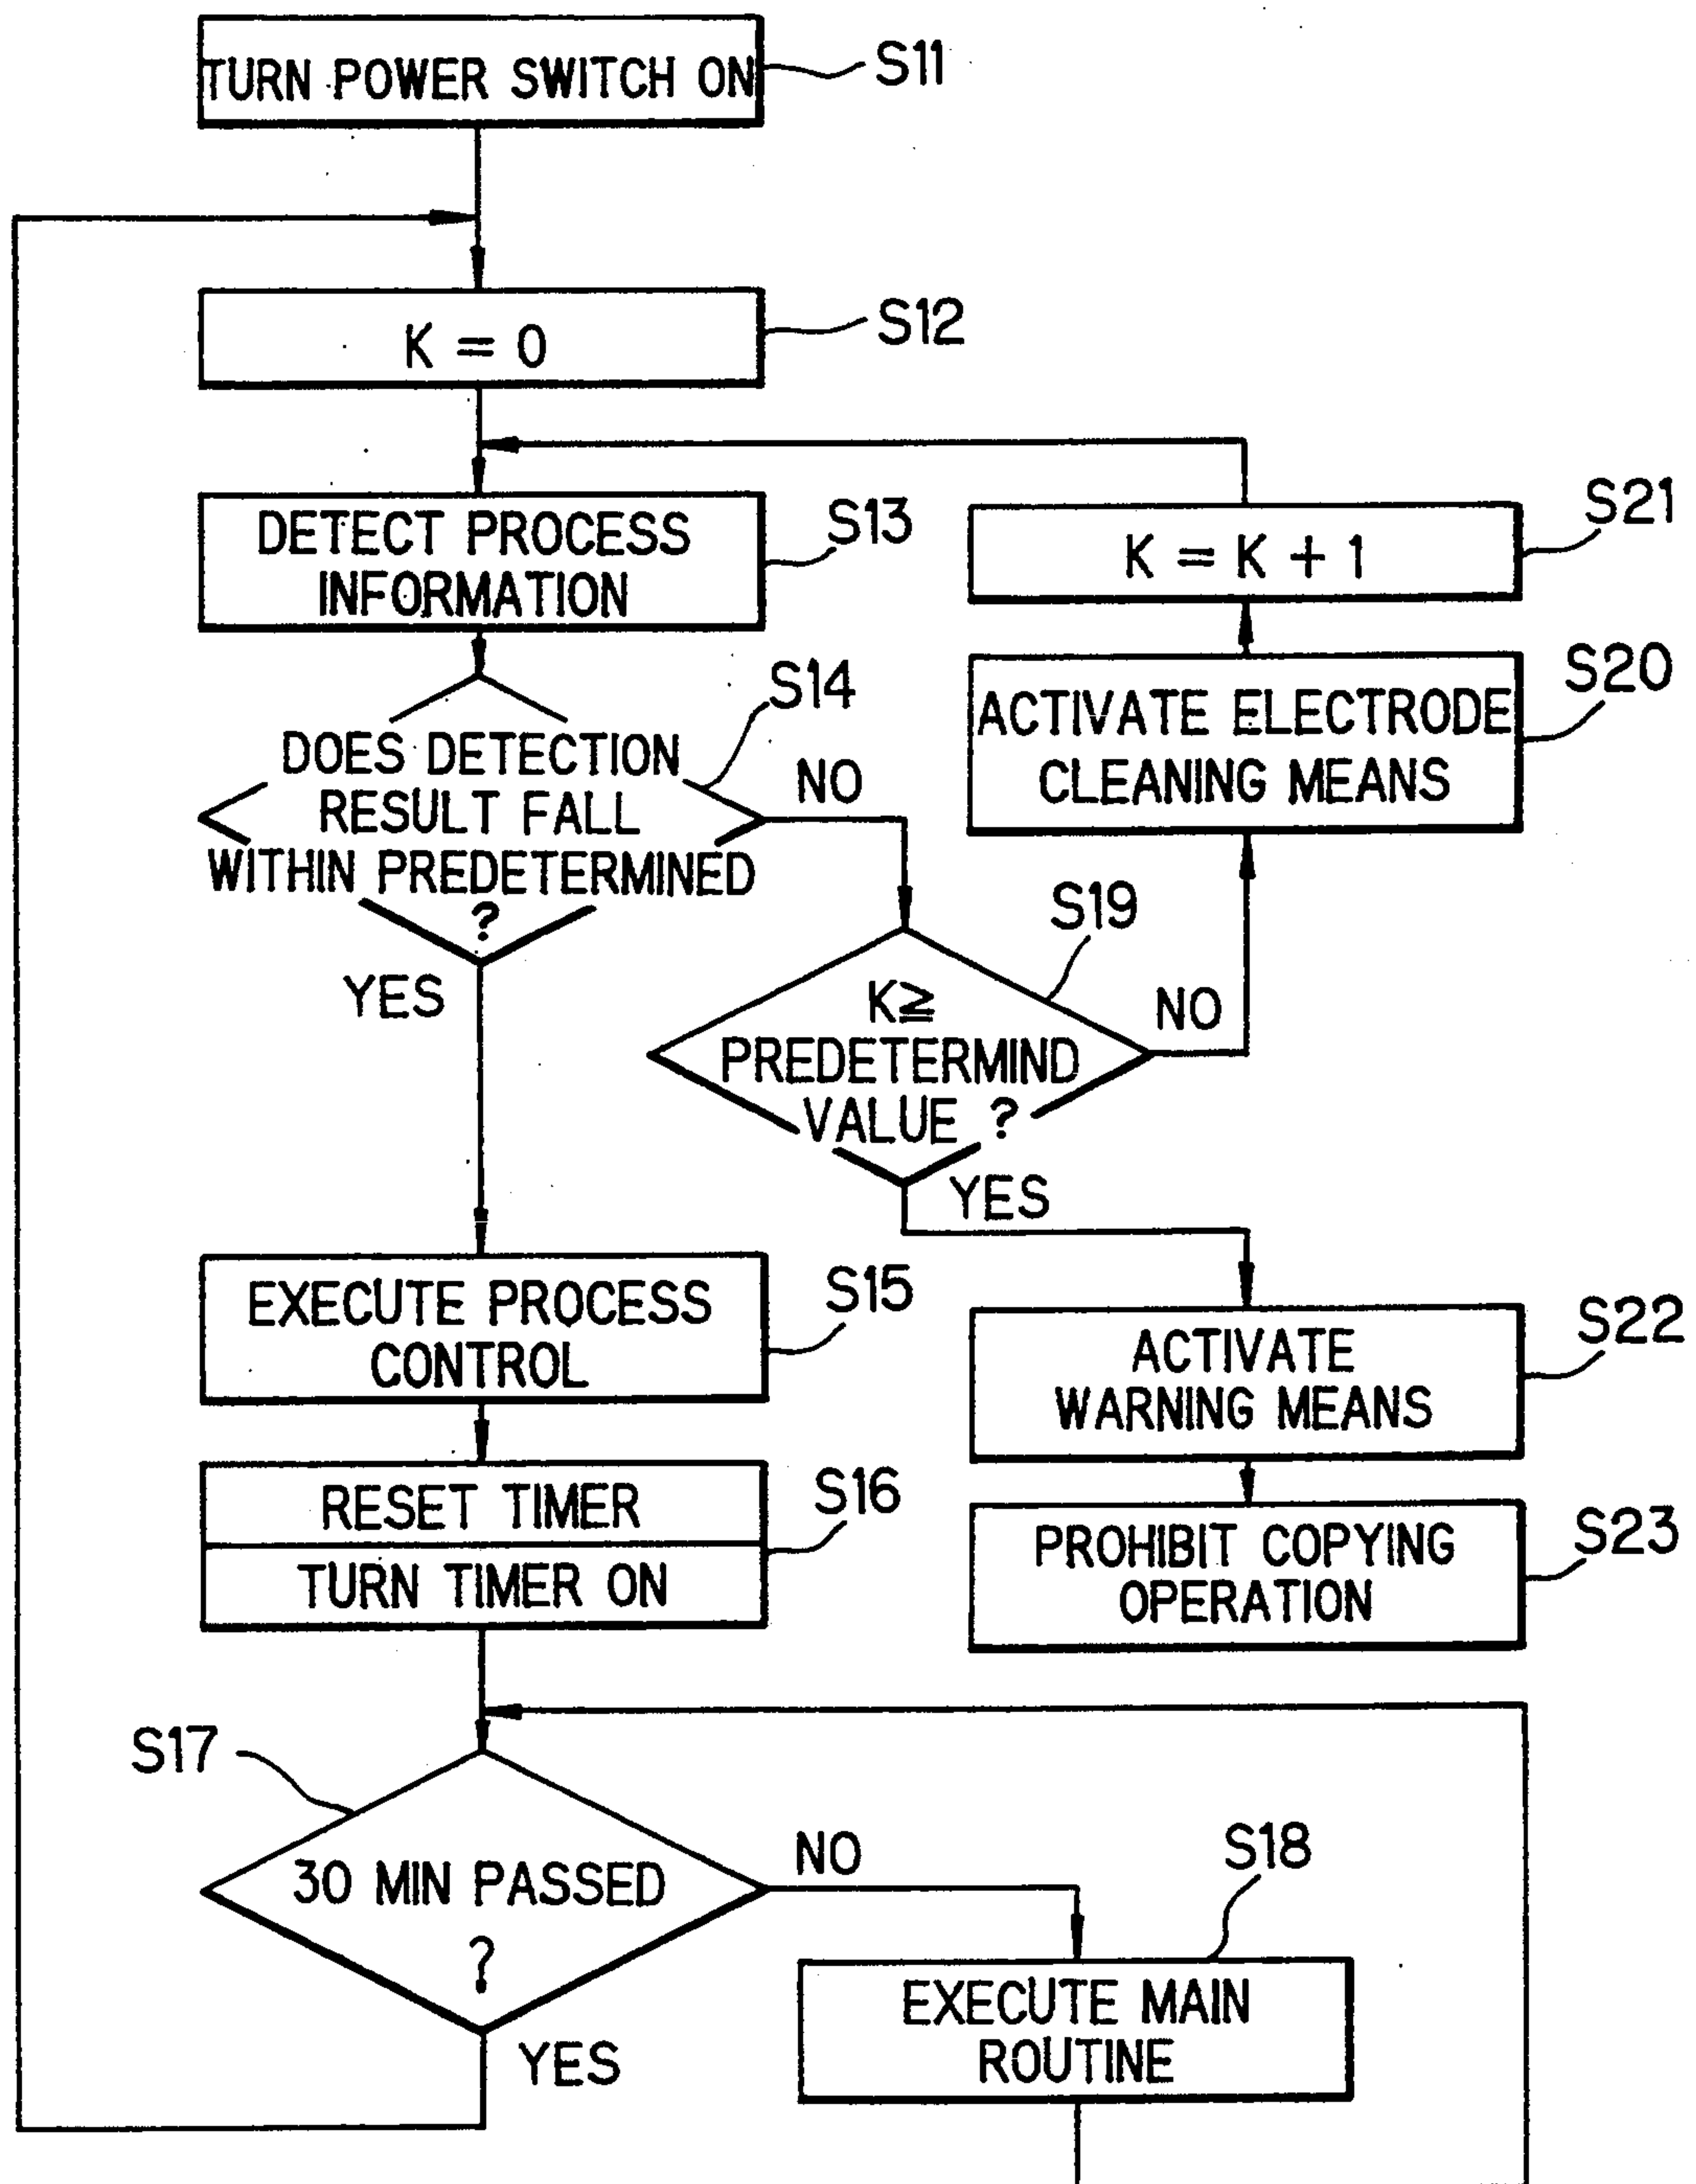 TURN POWER SWITCH ON
S11
K = 0
S12
DETECT PROCESS
INFORMATION
S13
K = K + 1
S21
DOES DETECTION
RESULT FALL
WITHIN PREDETERMINED
?
S14
NO
YES
ACTIVATE ELECTRODE
CLEANING MEANS
S20
K≧
PREDETERMIND
VALUE ?
S19
NO
YES
EXECUTE PROCESS
CONTROL
S15
ACTIVATE
WARNING MEANS
S22
RESET TIMER
TURN TIMER ON
S16
PROHIBIT COPYING
OPERATION
S23
S17
30 MIN PASSED
?
NO
YES
S18
EXECUTE MAIN
ROUTINE